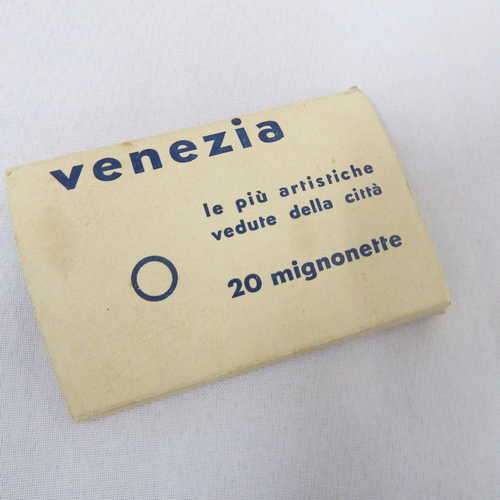 venezia
le più artistiche
vedute della città
20 mignonette